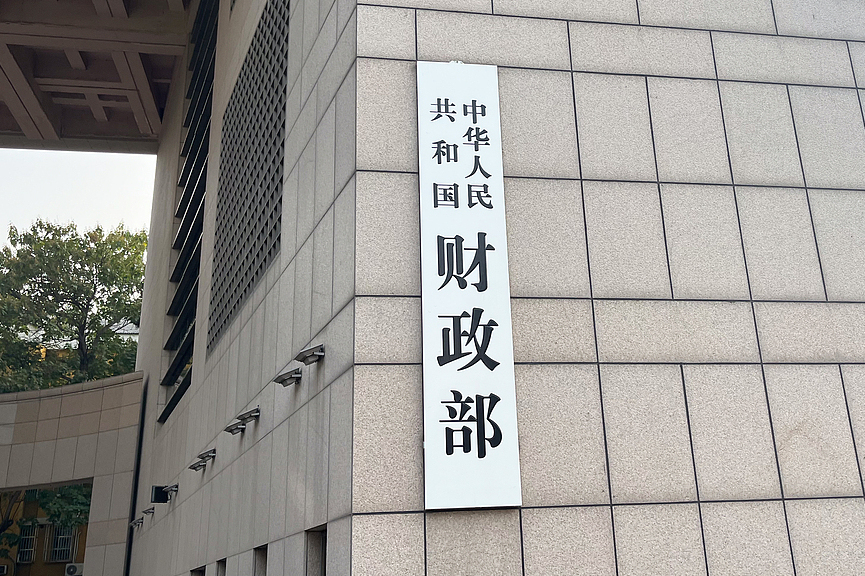 中华人民
共和国
财政部